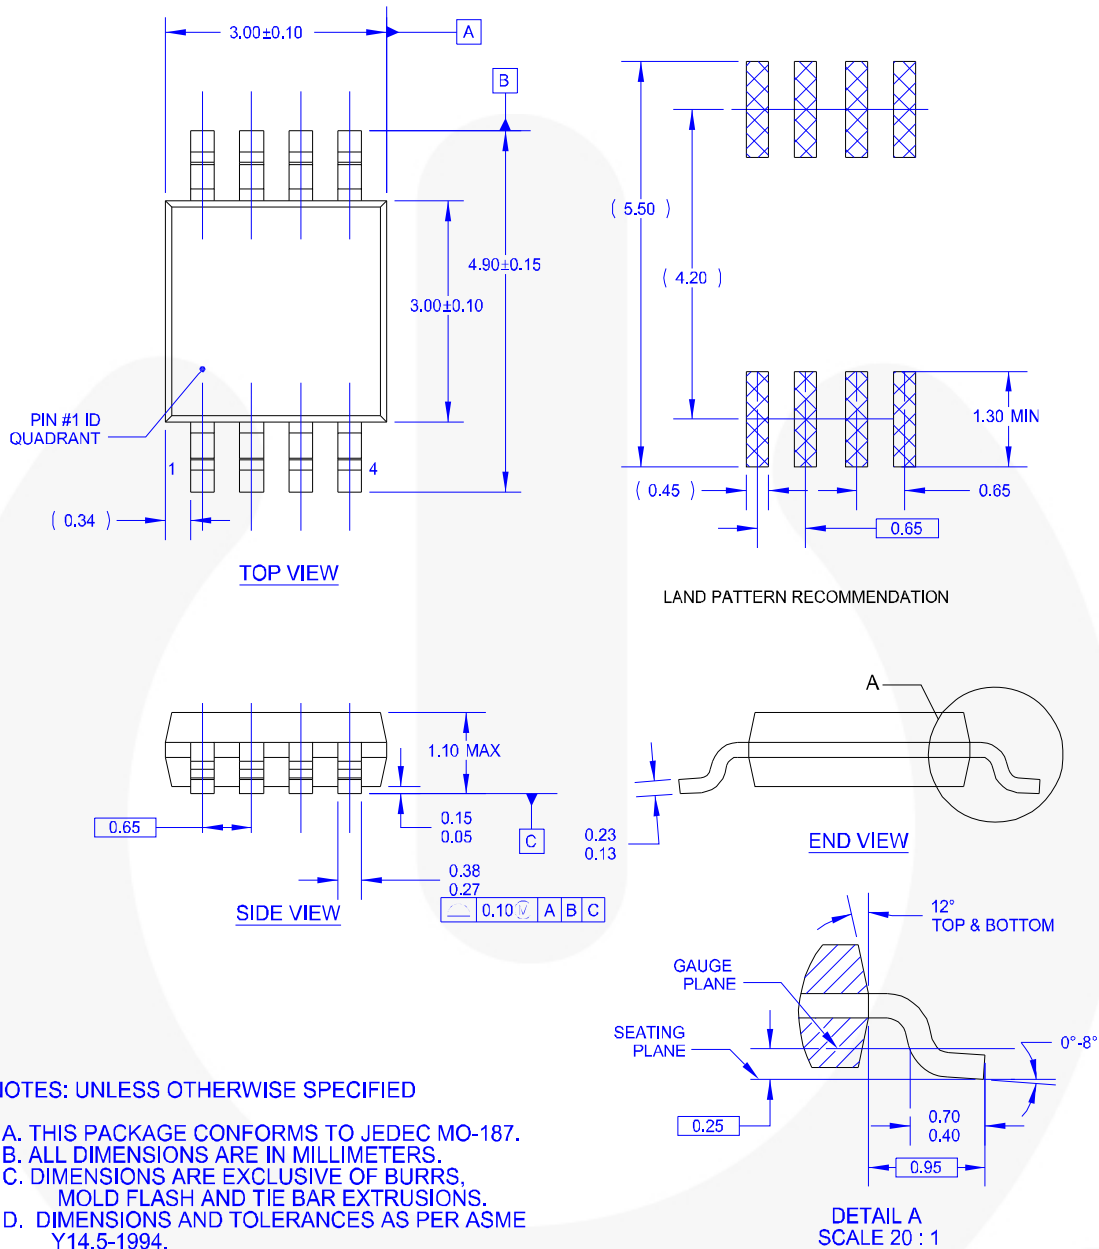 3.00±0.10
A
B
4.90±0.15
3.00±0.10
PIN #1 ID
QUADRANT
1
4
( 0.34 )
TOP VIEW
( 5.50 )
( 4.20 )
1.30 MIN
( 0.45 )
0.65
0.65
LAND PATTERN RECOMMENDATION
1.10 MAX
0.65
0.15
0.05
C
0.38
0.27
0.10 Ⓜ A B C
SIDE VIEW
A
0.23
0.13
END VIEW
12°
TOP & BOTTOM
GAUGE
PLANE
SEATING
PLANE
0°-8°
0.25
0.70
0.40
0.95
DETAIL A
SCALE 20 : 1
NOTES: UNLESS OTHERWISE SPECIFIED
A. THIS PACKAGE CONFORMS TO JEDEC MO-187.
B. ALL DIMENSIONS ARE IN MILLIMETERS.
C. DIMENSIONS ARE EXCLUSIVE OF BURRS,
MOLD FLASH AND TIE BAR EXTRUSIONS.
D. DIMENSIONS AND TOLERANCES AS PER ASME
Y14.5-1994.